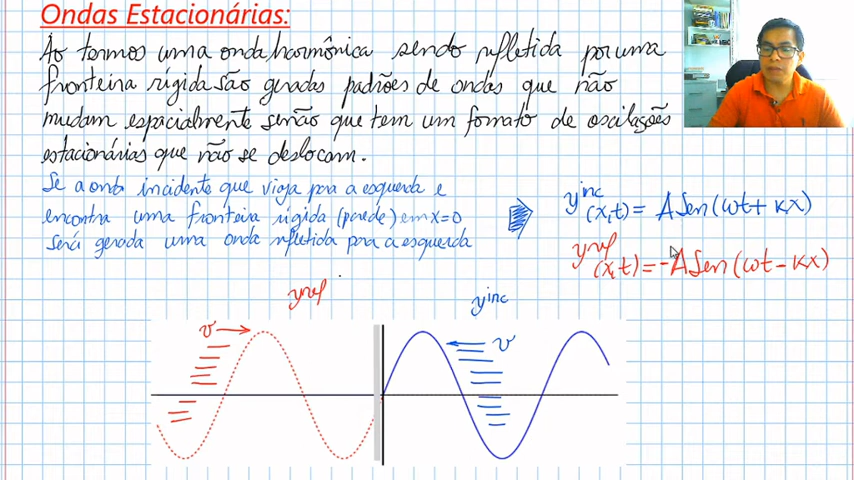 Ondas Estacionárias:
Ao termos uma onda harmônica sendo refletida por uma
fronteira rígida são geradas padrões de ondas que não
mudam espacialmente senão que tem um formato de oscilações
estacionárias que não se deslocam.
Se a onda incidente que viaja para a esquerda e
encontra uma fronteira rígida (parede) em x=0
será gerada uma onda refletida para a esquerda
y^inc (x,t) = A Sen(ωt + kx)
y^ref (x,t) = -A Sen(ωt - kx)
y^ref
y^inc
v
v